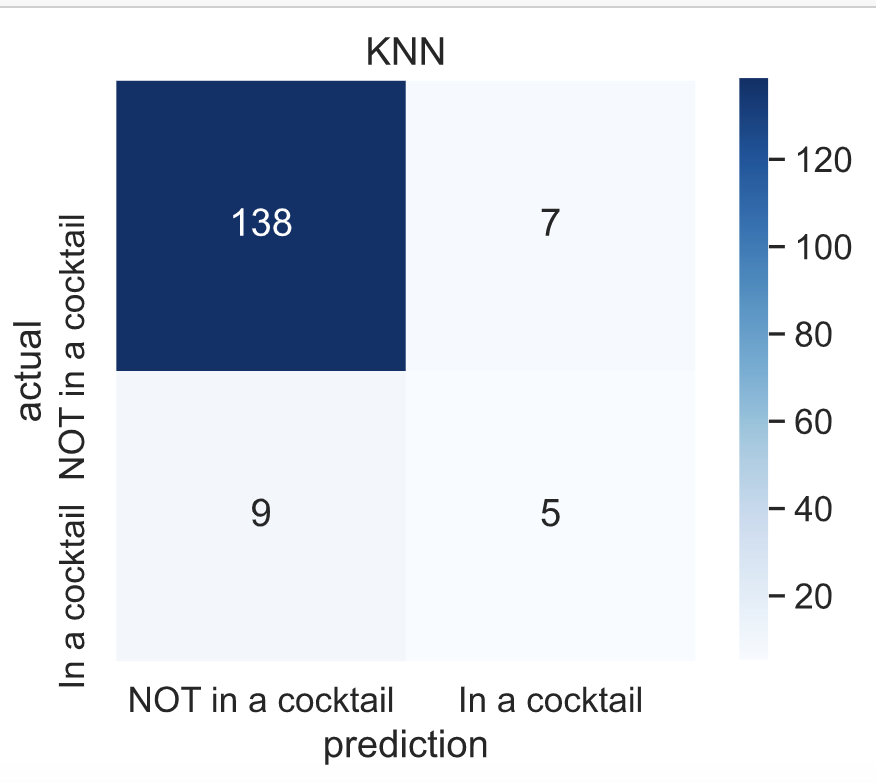 KNN
138
7
9
5
actual
NOT in a cocktail
In a cocktail
NOT in a cocktail
In a cocktail
prediction
120
100
80
60
40
20